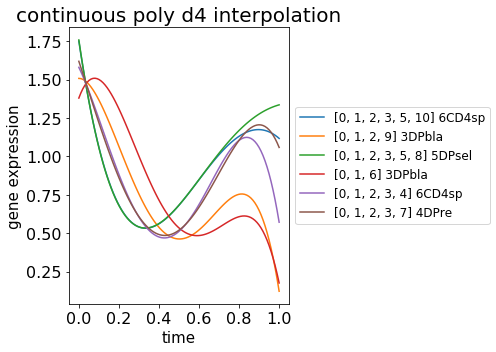 continuous poly d4 interpolation
gene expression
1.75
1.50
1.25
1.00
0.75
0.50
0.25
0.0 0.2 0.4 0.6 0.8 1.0
time
[0, 1, 2, 3, 5, 10] 6CD4sp
[0, 1, 2, 9] 3DPbla
[0, 1, 2, 3, 5, 8] 5DPsel
[0, 1, 6] 3DPbla
[0, 1, 2, 3, 4] 6CD4sp
[0, 1, 2, 3, 7] 4DPre